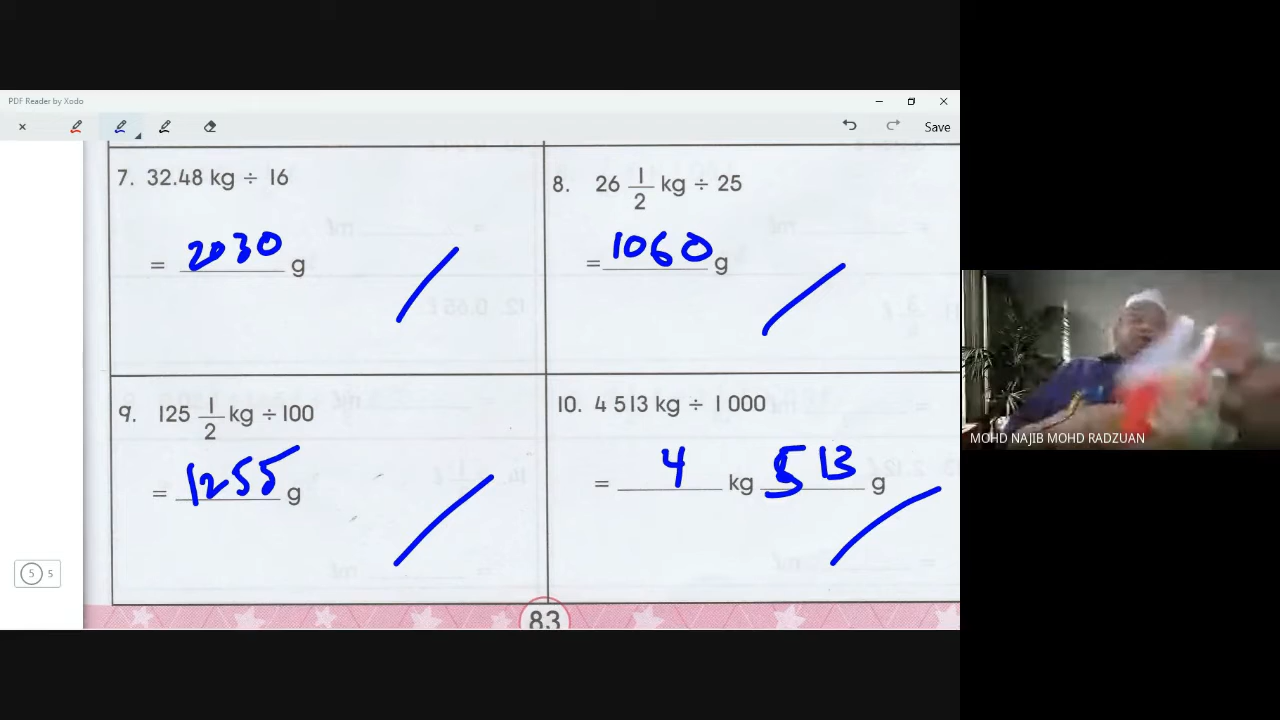 PDF Reader by Xodo
Save
7. 32.48 kg ÷ 16
= 2030 g
8. 26 1/2 kg ÷ 25
= 1060 g
9. 125 1/2 kg ÷ 100
= 1255 g
10. 4 513 kg ÷ 1 000
= 4 kg 513 g
5 5
83
MOHD NAJIB MOHD RADZUAN